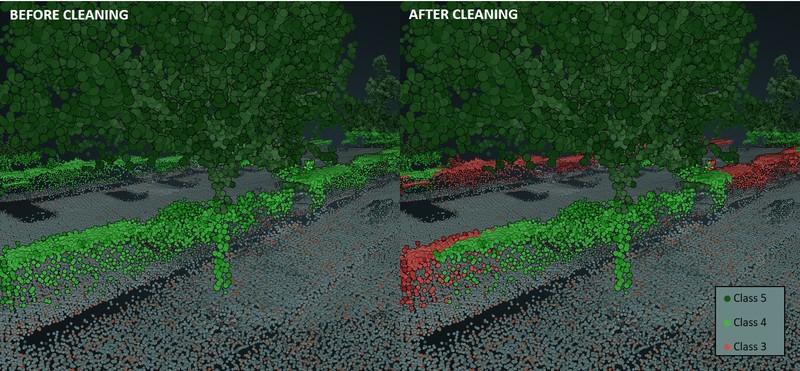 BEFORE CLEANING
AFTER CLEANING
Class 5
Class 4
Class 3